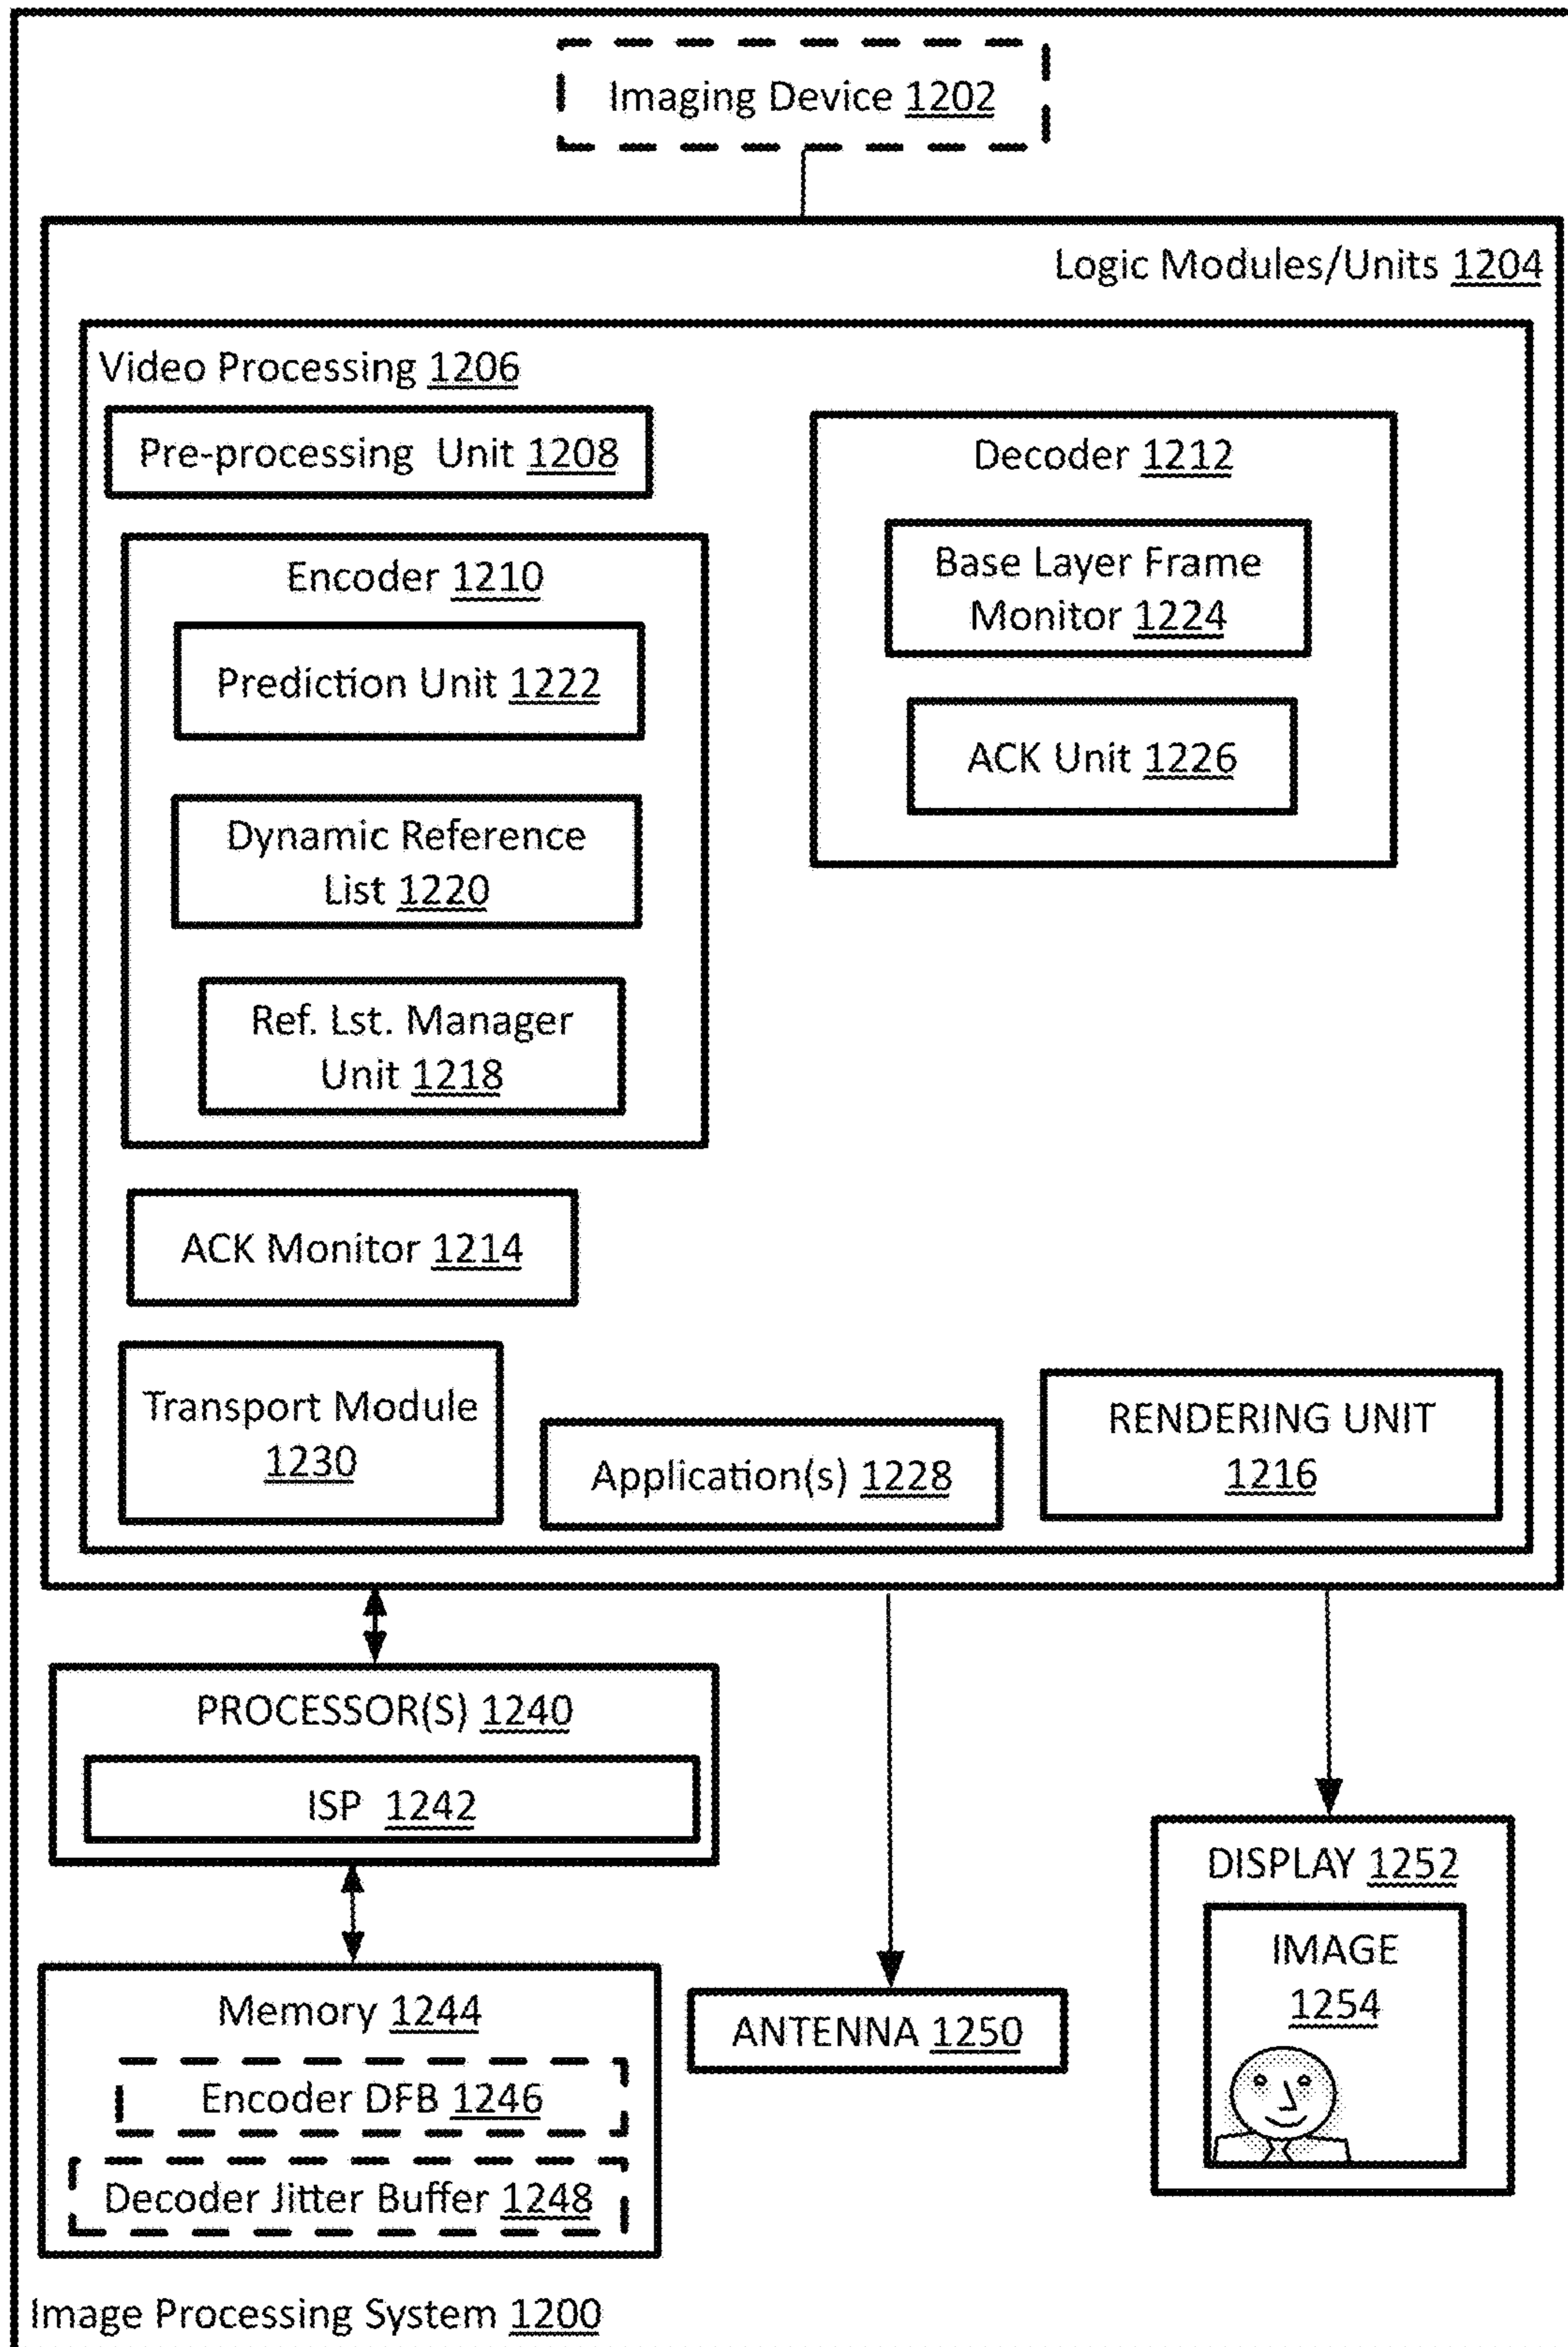 Imaging Device 1202
Logic Modules/Units 1204
Video Processing 1206
Pre-processing Unit 1208
Encoder 1210
Prediction Unit 1222
Dynamic Reference
List 1220
Ref. Lst. Manager
Unit 1218
Decoder 1212
Base Layer Frame
Monitor 1224
ACK Unit 1226
ACK Monitor 1214
Transport Module
1230
Application(s) 1228
RENDERING UNIT
1216
PROCESSOR(S) 1240
ISP 1242
Memory 1244
Encoder DFB 1246
Decoder Jitter Buffer 1248
ANTENNA 1250
DISPLAY 1252
IMAGE
1254
Image Processing System 1200